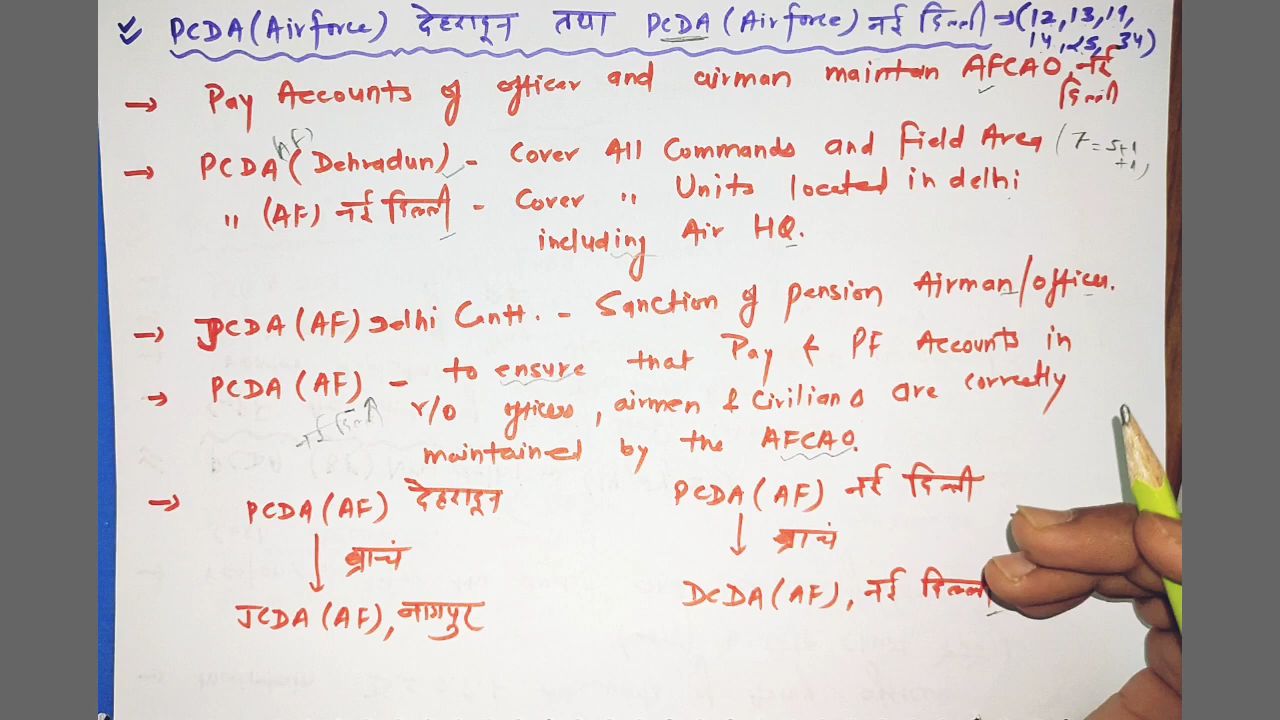 PCDA (Airforce) देहरादून तथा PCDA (Airforce) नई दिल्ली → (12, 13, 19,
14, 25, 34)
→ Pay Accounts of officer and airman maintan AFCAO, नई
दिल्ली
(AF)
→ PCDA (Dehradun) - Cover All Commands and field Area (7 = 5+1
+1)
" (AF) नई दिल्ली - Cover " Units located in delhi
including Air HQ.
→ JCDA (AF) Delhi Cantt. - Sanction of pension Airman/officer.
→ PCDA (AF) - to ensure that Pay & PF Accounts in
नई दिल्ली
r/o officers, airmen & Civilians are correctly
maintained by the AFCAO.
→ PCDA (AF) देहरादून PCDA (AF) नई दिल्ली
↓ ब्रान्च ↓ ब्रान्च
JCDA (AF), नागपुर DCDA (AF), नई दिल्ली